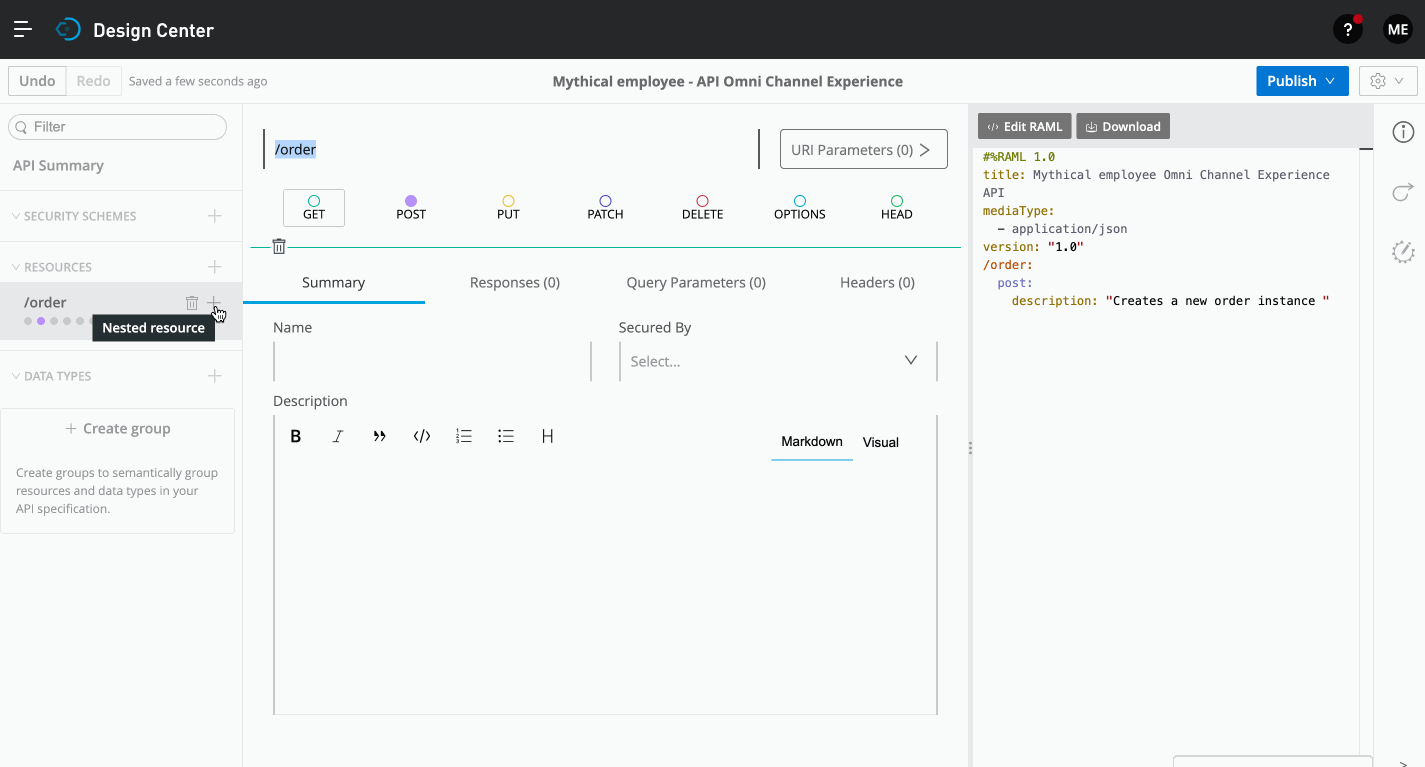 Design Center
?
ME
Undo
Redo
Saved a few seconds ago
Mythical employee - API Omni Channel Experience
Publish
Filter
API Summary
SECURITY SCHEMES
RESOURCES
/order
Nested resource
DATA TYPES
Create group
Create groups to semantically group
resources and data types in your
API specification.
/order
URI Parameters (0)
GET
POST
PUT
PATCH
DELETE
OPTIONS
HEAD
Summary
Responses (0)
Query Parameters (0)
Headers (0)
Name
Secured By
Select...
Description
B
I
H
Markdown
Visual
Edit RAML
Download
#%RAML 1.0
title: Mythical employee Omni Channel Experience
API
mediaType:
- application/json
version: "1.0"
/order:
post:
description: "Creates a new order instance "